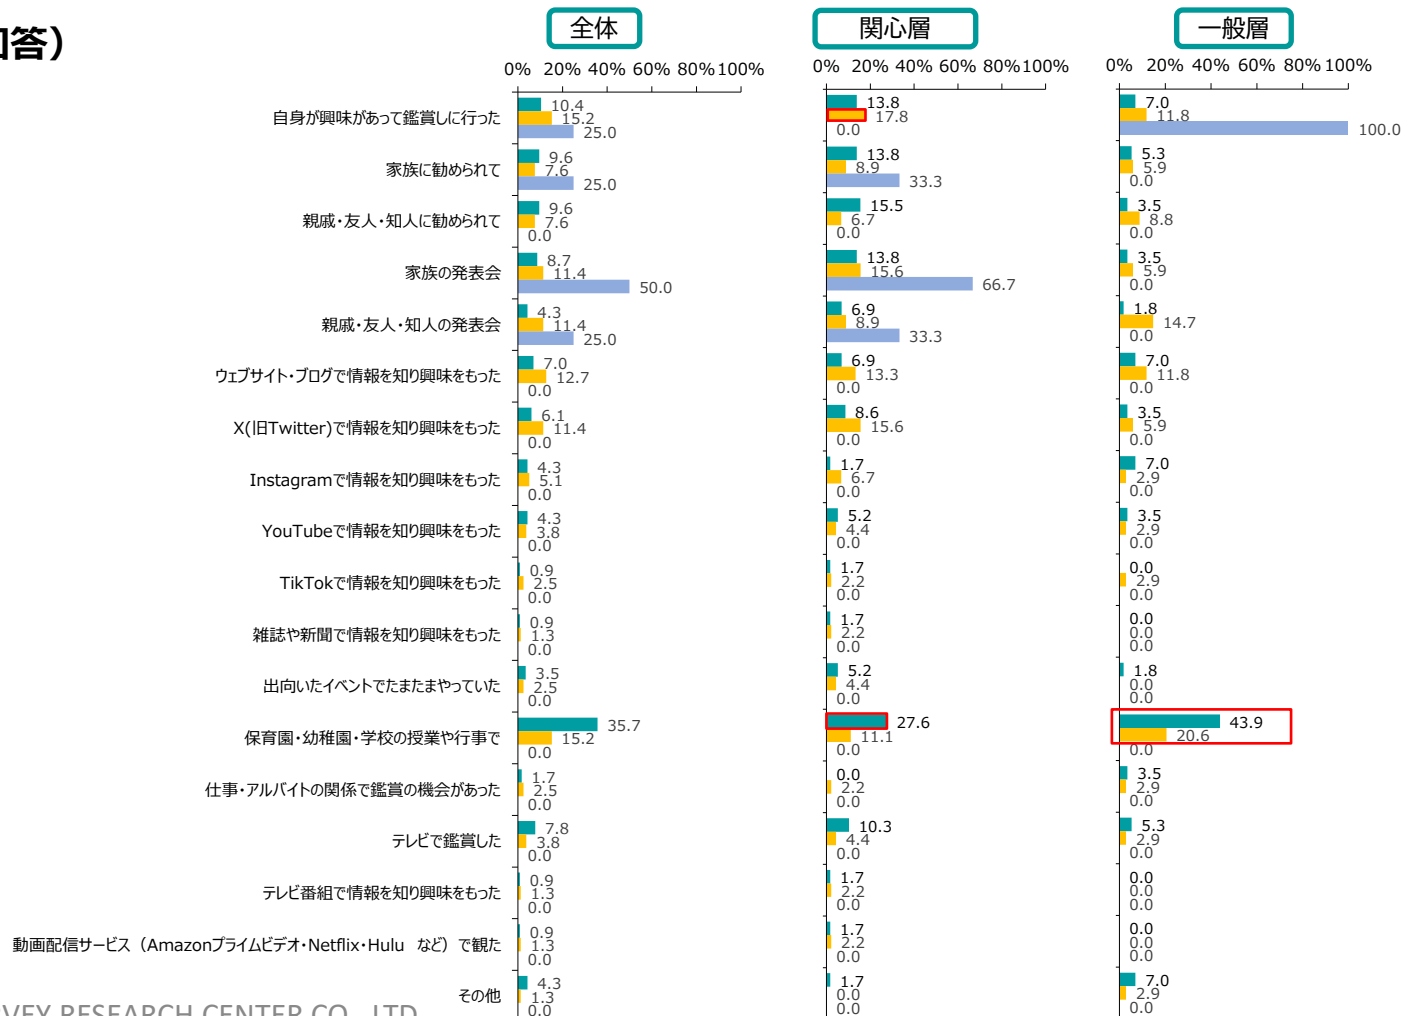 回答）
全体 関心層 一般層
0% 20% 40% 60% 80% 100% 0% 20% 40% 60% 80% 100% 0% 20% 40% 60% 80% 100%
自身が興味があって鑑賞しに行った
10.4 13.8 7.0
15.2 17.8 11.8
25.0 0.0 100.0
家族に勧められて
9.6 13.8 5.3
7.6 8.9 5.9
25.0 33.3 0.0
親戚・友人・知人に勧められて
9.6 15.5 3.5
7.6 6.7 8.8
0.0 0.0 0.0
家族の発表会
8.7 13.8 3.5
11.4 15.6 5.9
50.0 66.7 0.0
親戚・友人・知人の発表会
4.3 6.9 1.8
11.4 8.9 14.7
25.0 33.3 0.0
ウェブサイト・ブログで情報を知り興味をもった
7.0 6.9 7.0
12.7 13.3 11.8
0.0 0.0 0.0
X(旧Twitter)で情報を知り興味をもった
6.1 8.6 3.5
11.4 15.6 5.9
0.0 0.0 0.0
Instagramで情報を知り興味をもった
4.3 1.7 7.0
5.1 6.7 2.9
0.0 0.0 0.0
YouTubeで情報を知り興味をもった
4.3 5.2 3.5
3.8 4.4 2.9
0.0 0.0 0.0
TikTokで情報を知り興味をもった
0.9 1.7 0.0
2.5 2.2 2.9
0.0 0.0 0.0
雑誌や新聞で情報を知り興味をもった
0.9 1.7 0.0
1.3 2.2 0.0
0.0 0.0 0.0
出向いたイベントでたまたまやっていた
3.5 5.2 1.8
2.5 4.4 0.0
0.0 0.0 0.0
保育園・幼稚園・学校の授業や行事で
35.7 27.6 43.9
15.2 11.1 20.6
0.0 0.0 0.0
仕事・アルバイトの関係で鑑賞の機会があった
1.7 0.0 3.5
2.5 2.2 2.9
0.0 0.0 0.0
テレビで鑑賞した
7.8 10.3 5.3
3.8 4.4 2.9
0.0 0.0 0.0
テレビ番組で情報を知り興味をもった
0.9 1.7 0.0
1.3 2.2 0.0
0.0 0.0 0.0
動画配信サービス（Amazonプライムビデオ・Netflix・Hulu など）で観た
0.9 1.7 0.0
1.3 2.2 0.0
0.0 0.0 0.0
その他
4.3 1.7 7.0
1.3 0.0 2.9
0.0 0.0 0.0
RVEY RESEARCH CENTER CO., LTD